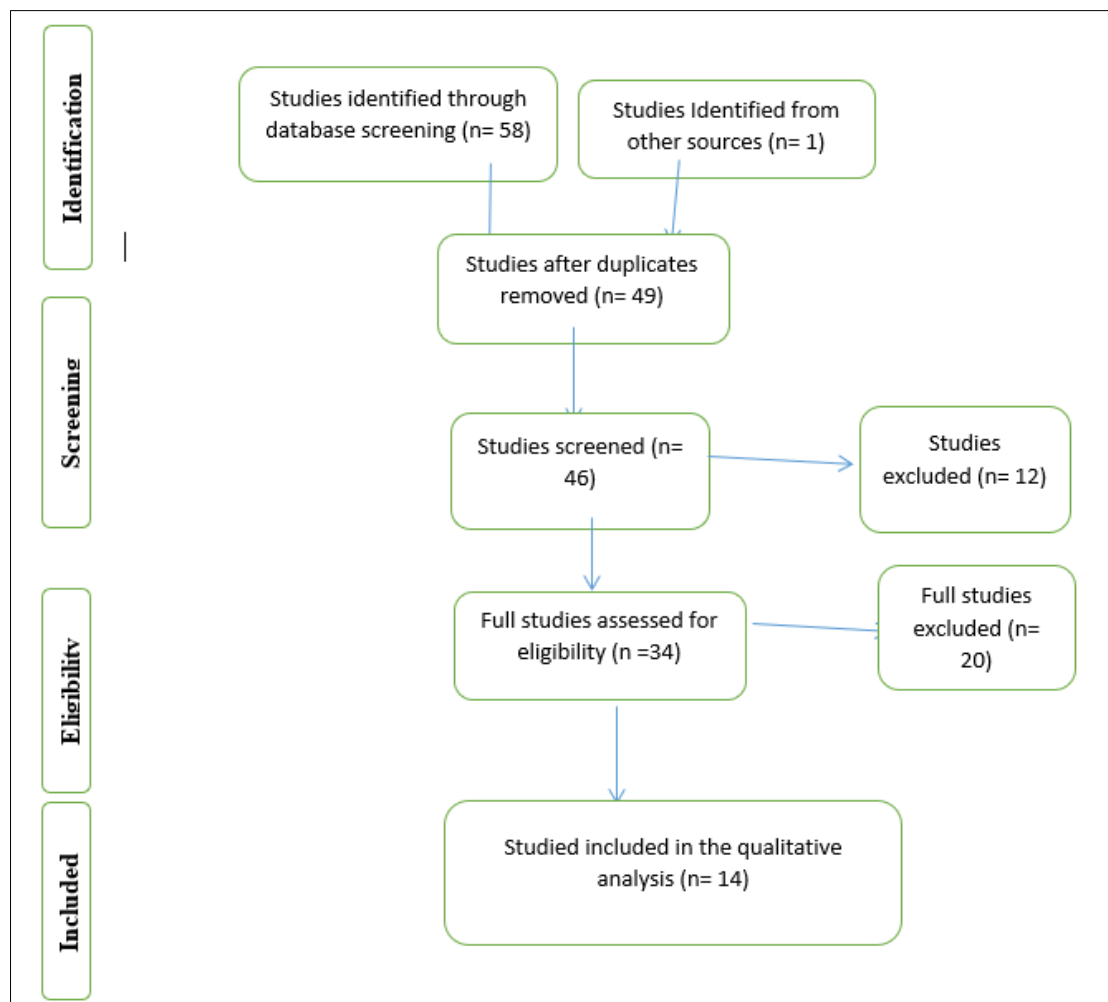 Identification
Studies identified through
database screening (n= 58)
Studies Identified from
other sources (n= 1)
Studies after duplicates
removed (n= 49)
Screening
Studies screened (n=
46)
Studies
excluded (n= 12)
Eligibility
Full studies assessed for
eligibility (n =34)
Full studies
excluded (n=
20)
Included
Studied included in the qualitative
analysis (n= 14)